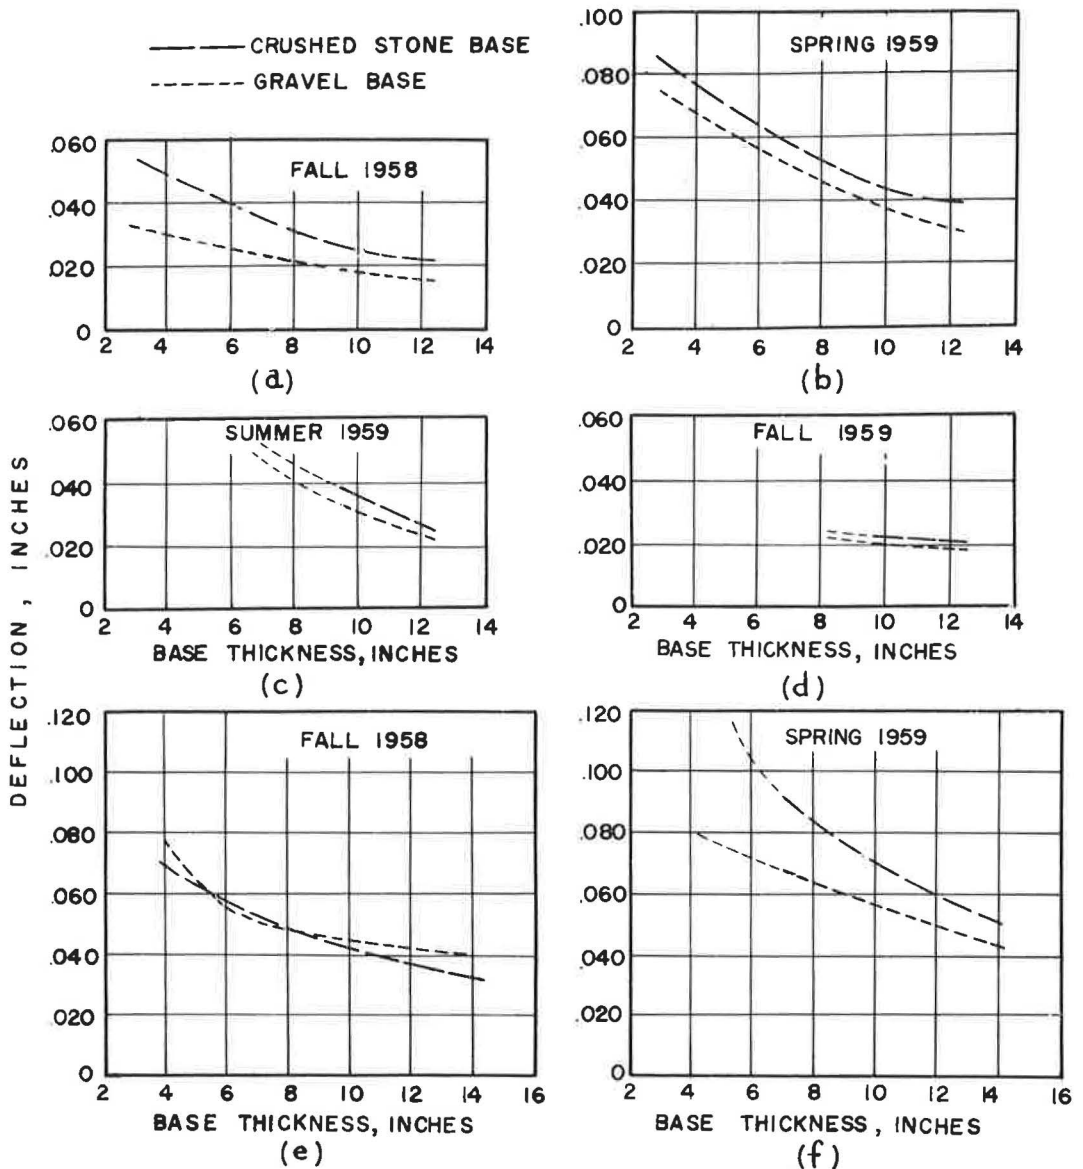 CRUSHED STONE BASE
GRAVEL BASE
.060
.040
.020
0
FALL 1958
2 4 6 8 10 12 14
(a)
.100
.080
.060
.040
.020
0
SPRING 1959
2 4 6 8 10 12 14
(b)
.060
.040
.020
0
SUMMER 1959
2 4 6 8 10 12 14
BASE THICKNESS, INCHES
(c)
.060
.040
.020
0
FALL 1959
2 4 6 8 10 12 14
BASE THICKNESS, INCHES
(d)
DEFLECTION, INCHES
.120
.100
.080
.060
.040
.020
0
FALL 1958
2 4 6 8 10 12 14 16
BASE THICKNESS, INCHES
(e)
.120
.100
.080
.060
.040
.020
0
SPRING 1959
2 4 6 8 10 12 14 16
BASE THICKNESS, INCHES
(f)